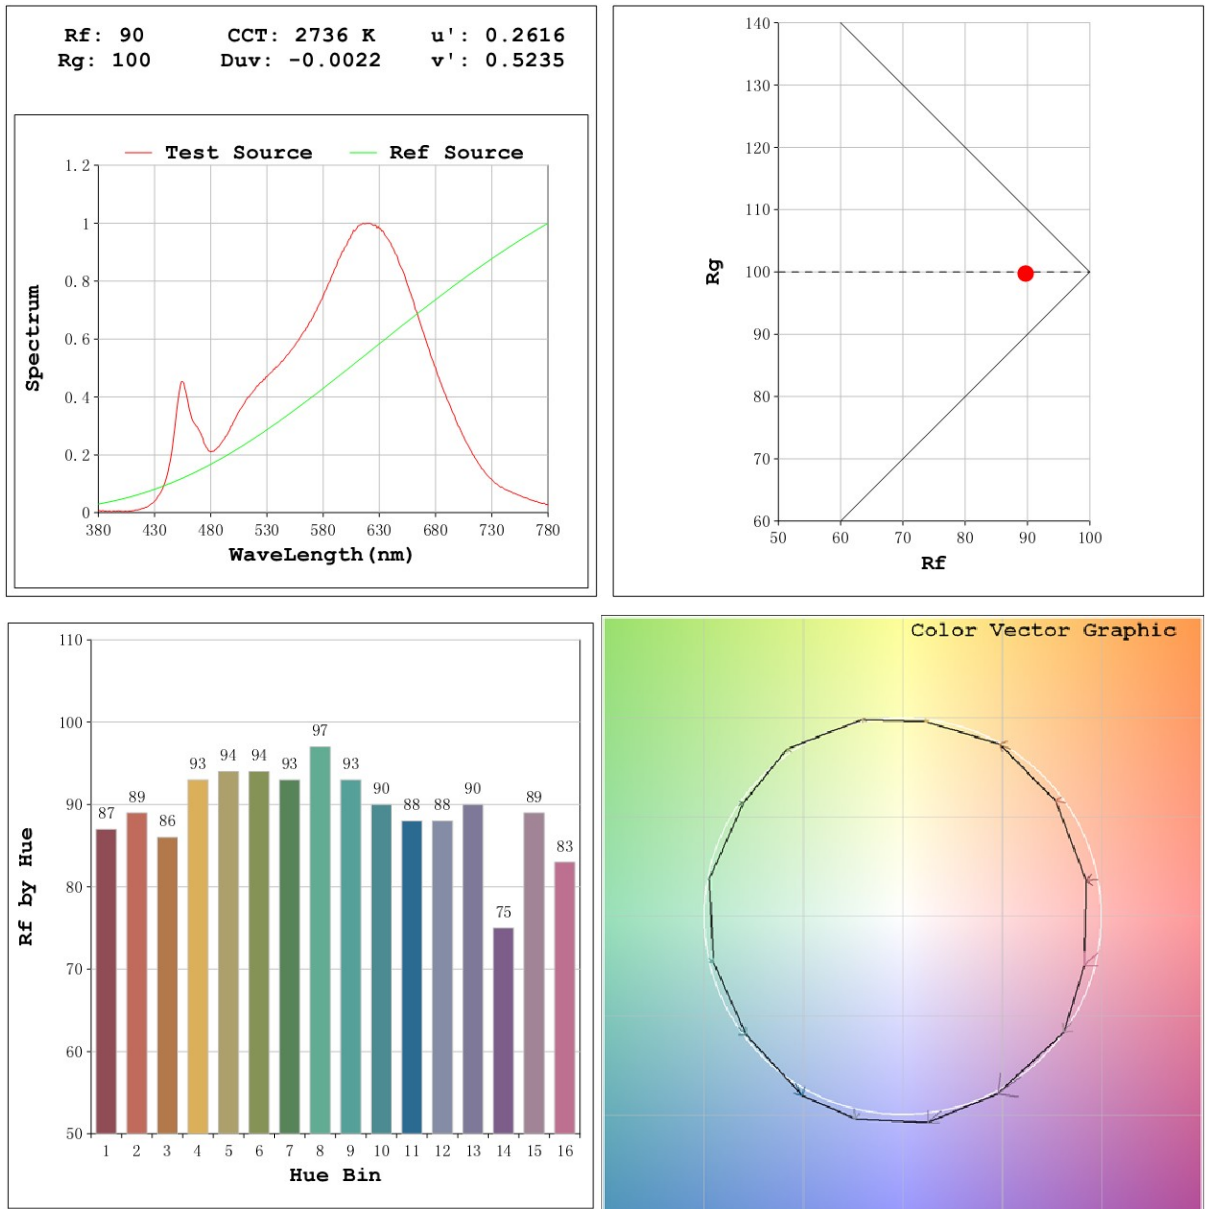 Rf: 90 CCT: 2736 K u': 0.2616
Rg: 100 Duv: -0.0022 v': 0.5235
Test Source Ref Source
1.2
1
0.8
0.6
0.4
0.2
0
Spectrum
380 430 480 530 580 630 680 730 780
WaveLength(nm)
140
130
120
110
100
90
80
70
60
Rg
50 60 70 80 90 100
Rf
110
100
90
80
70
60
50
Rf by Hue
87 89 86 93 94 94 93 97 93 90 88 88 90 75 89 83
1 2 3 4 5 6 7 8 9 10 11 12 13 14 15 16
Hue Bin
Color Vector Graphic